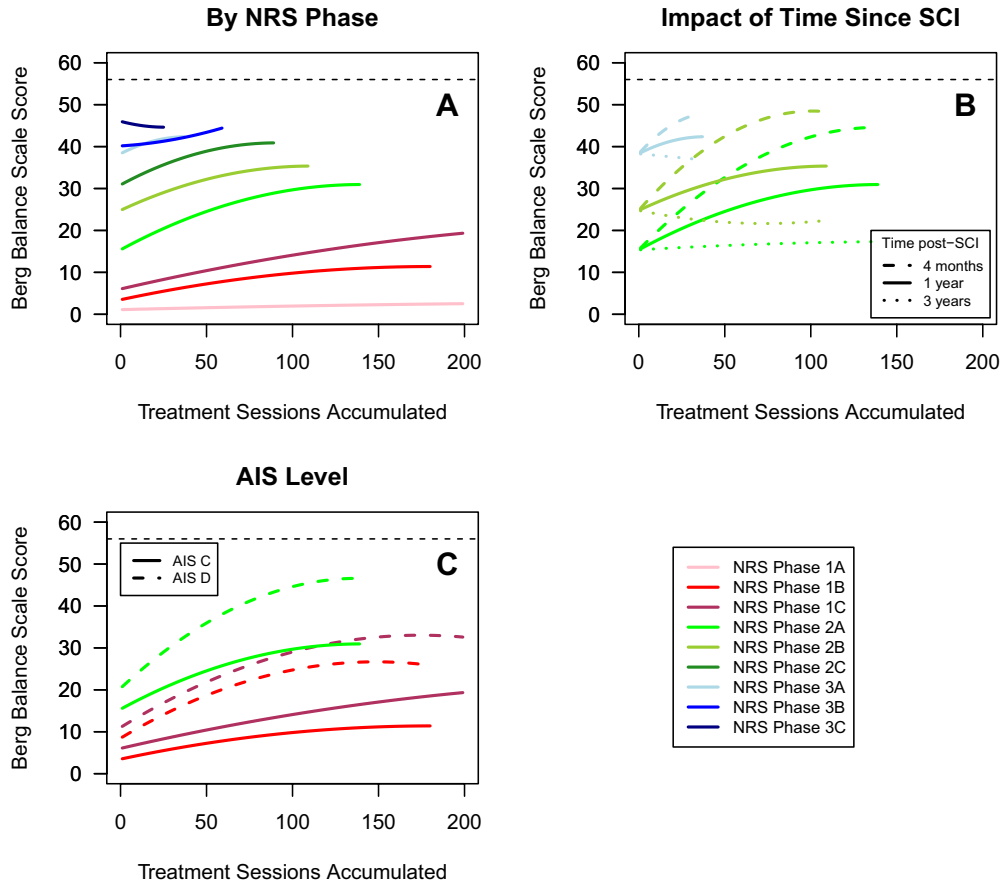 By NRS Phase
Berg Balance Scale Score
60
50
40
30
20
10
0
A
0 50 100 150 200
Treatment Sessions Accumulated
Impact of Time Since SCI
Berg Balance Scale Score
60
50
40
30
20
10
0
B
Time post−SCI
4 months
1 year
3 years
0 50 100 150 200
Treatment Sessions Accumulated
AIS Level
Berg Balance Scale Score
60
50
40
30
20
10
0
AIS C
AIS D
C
0 50 100 150 200
Treatment Sessions Accumulated
NRS Phase 1A
NRS Phase 1B
NRS Phase 1C
NRS Phase 2A
NRS Phase 2B
NRS Phase 2C
NRS Phase 3A
NRS Phase 3B
NRS Phase 3C